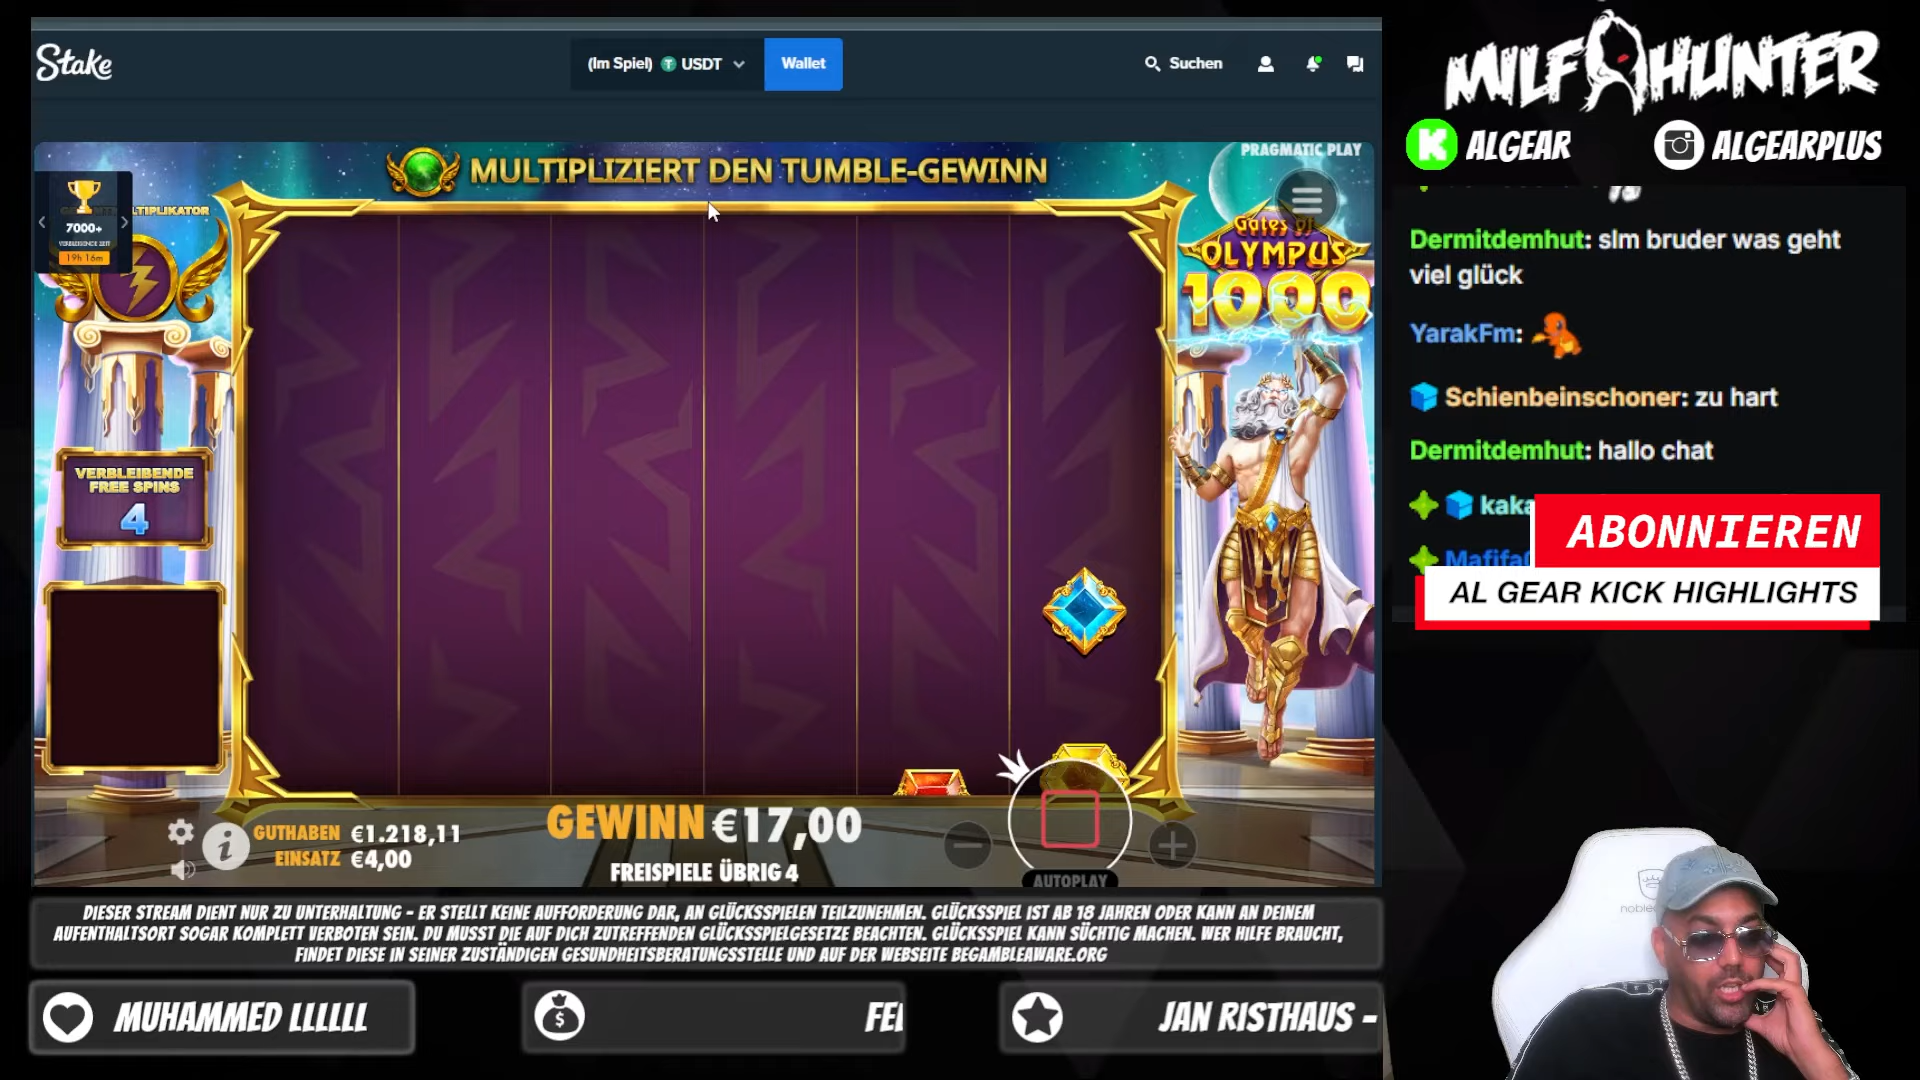 Stake
(Im Spiel) USDT
Wallet
Suchen
MULTIPLIZIERT DEN TUMBLE-GEWINN
PRAGMATIC PLAY
7000+
VERBLEIBENDE ZEIT
19h 16m
Gates of
OLYMPUS
1000
VERBLEIBENDE
FREE SPINS
4
GUTHABEN €1.218,11
EINSATZ €4,00
GEWINN €17,00
FREISPIELE ÜBRIG 4
AUTOPLAY
MILF HUNTER
K ALGEAR
ALGEARPLUS
Dermitdemhut: slm bruder was geht
viel glück
YarakFm:
Schienbeinschoner: zu hart
Dermitdemhut: hallo chat
kaka
ABONNIEREN
AL GEAR KICK HIGHLIGHTS
DIESER STREAM DIENT NUR ZU UNTERHALTUNG - ER STELLT KEINE AUFFORDERUNG DAR, AN GLÜCKSSPIELEN TEILZUNEHMEN. GLÜCKSSPIEL IST AB 18 JAHREN ODER KANN AN DEINEM
AUFENTHALTSORT SOGAR KOMPLETT VERBOTEN SEIN. DU MUSST DIE AUF DICH ZUTREFFENDEN GLÜCKSSPIELGESETZE BEACHTEN. GLÜCKSSPIEL KANN SÜCHTIG MACHEN. WER HILFE BRAUCHT,
FINDET DIESE IN SEINER ZUSTÄNDIGEN GESUNDHEITSBERATUNGSSTELLE UND AUF DER WEBSEITE BEGAMBLEAWARE.ORG
MUHAMMED LLLLLL
FEL
JAN RISTHAUS -